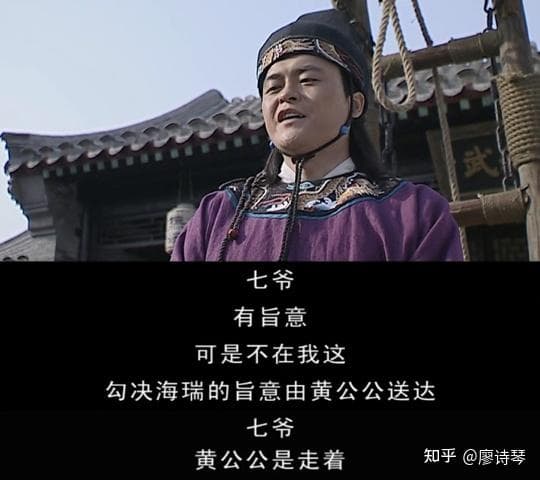 武
七爷
有旨意
可是不在我这
勾决海瑞的旨意由黄公公送达
七爷
黄公公是走着
知乎 @廖诗琴